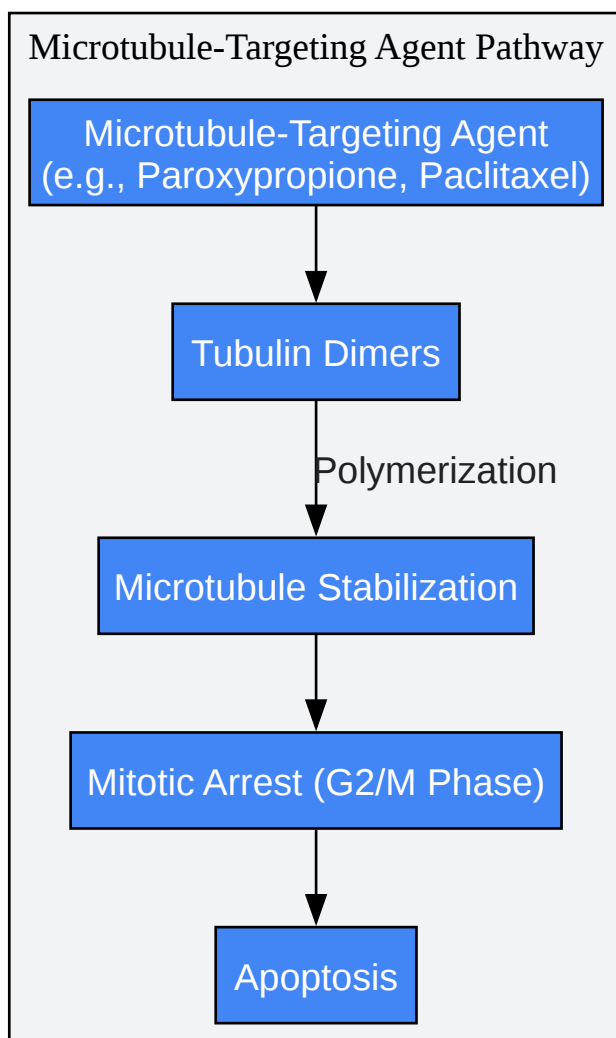 Microtubule-Targeting Agent Pathway
Microtubule-Targeting Agent
(e.g., Paroxypropione, Paclitaxel)
Tubulin Dimers
Polymerization
Microtubule Stabilization
Mitotic Arrest (G2/M Phase)
Apoptosis